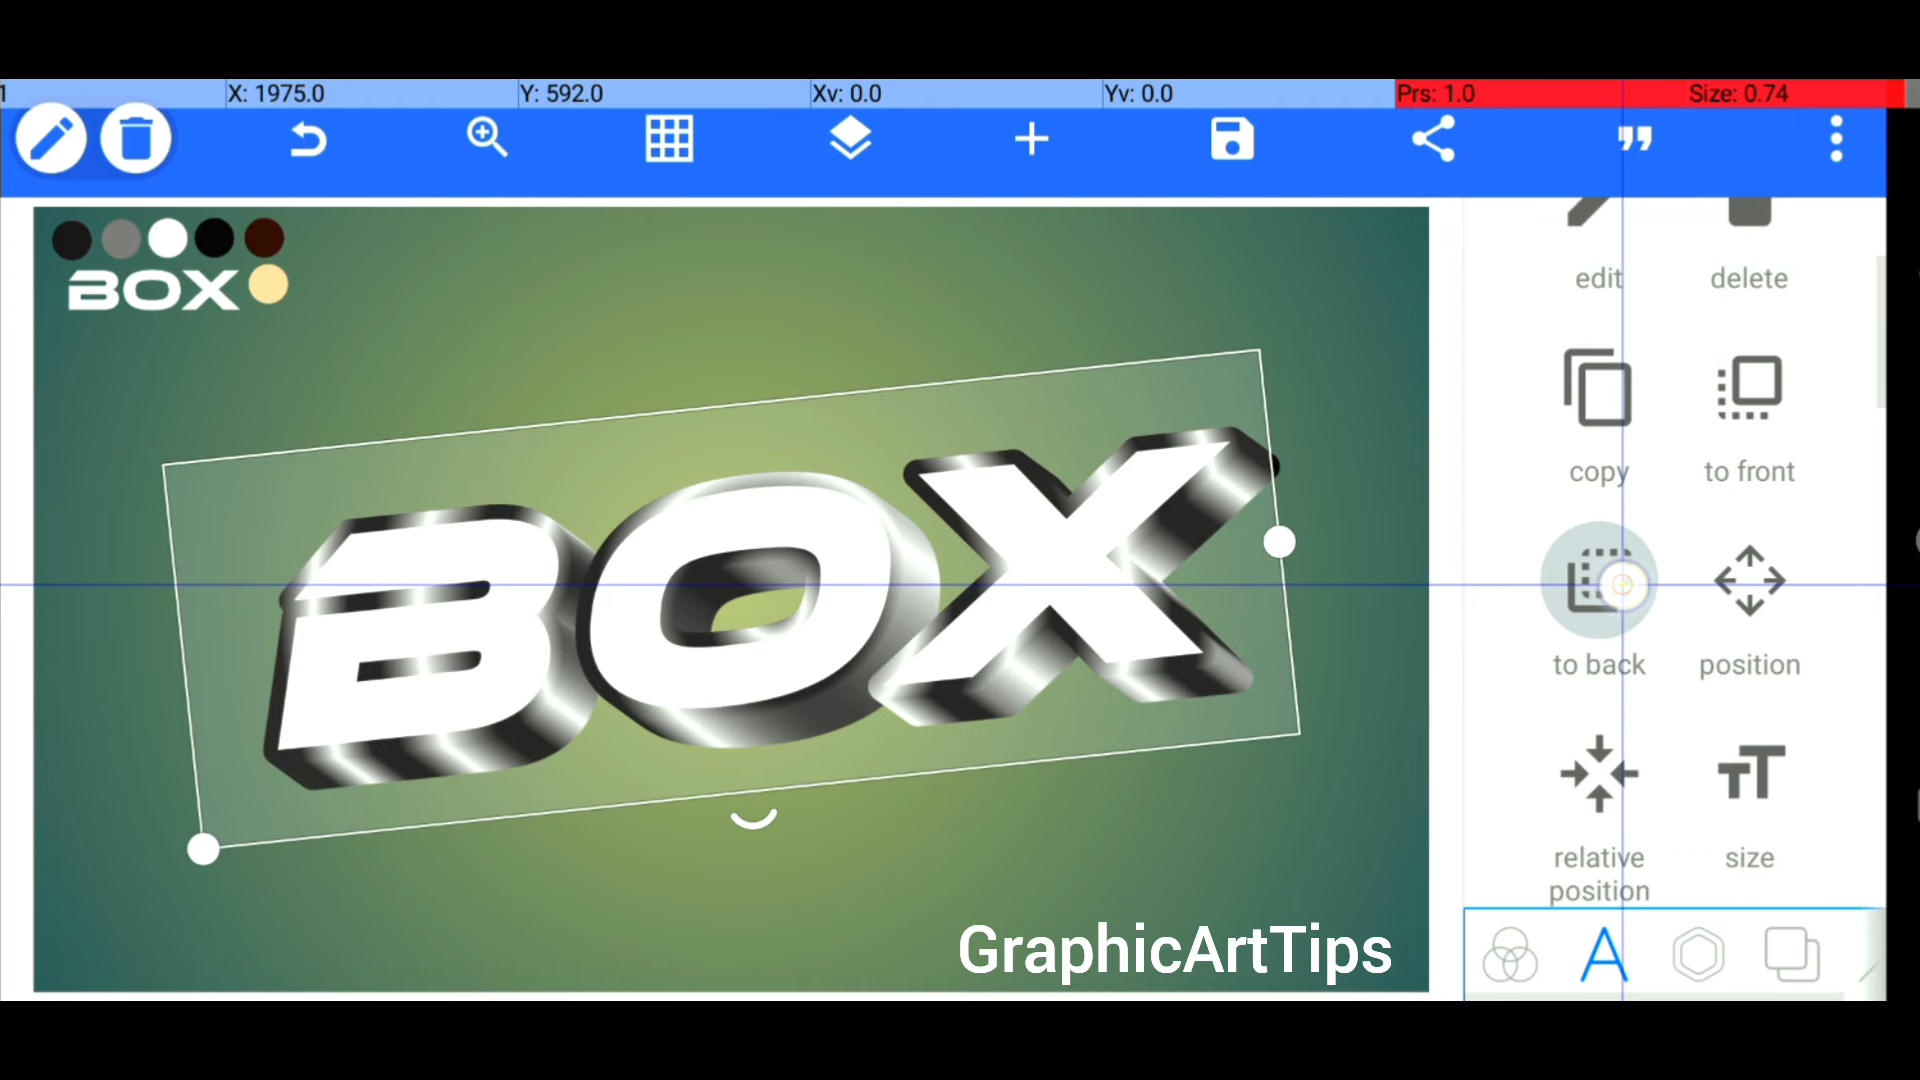 1 X: 1975.0 Y: 592.0 Xv: 0.0 Yv: 0.0 Prs: 1.0 Size: 0.74
BOX
BOX
GraphicArtTips
edit delete
copy to front
to back position
relative size
position